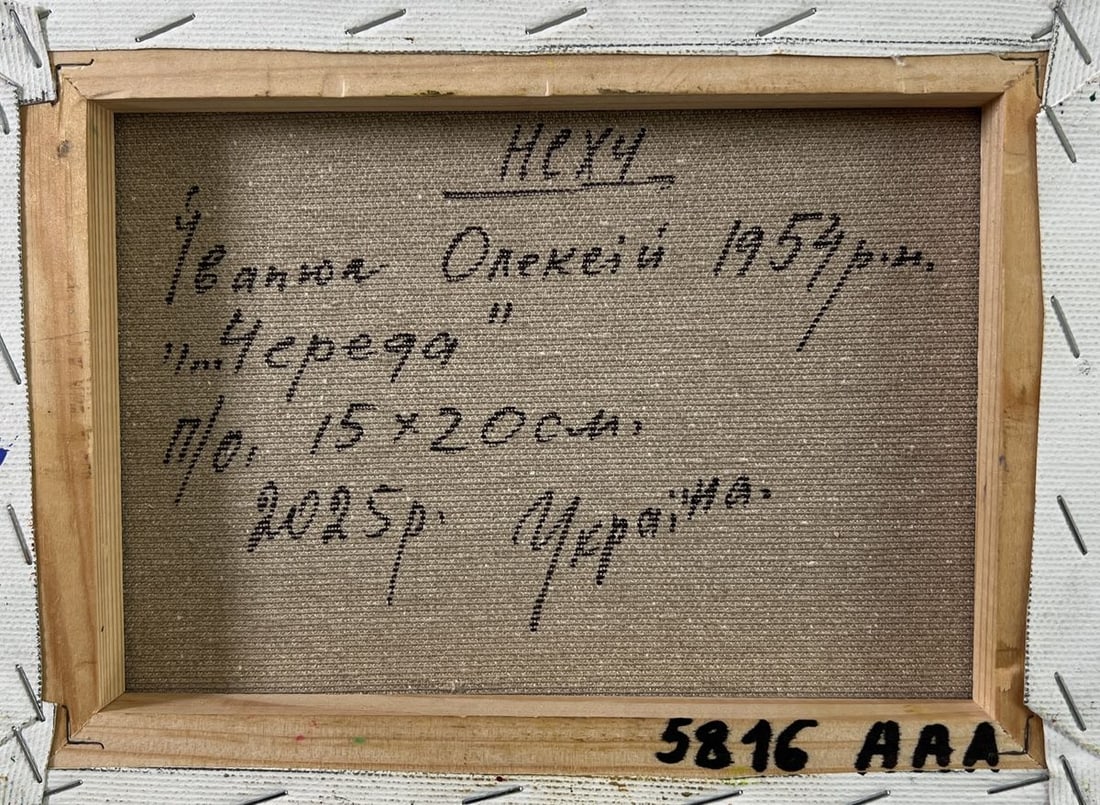 НСХУ
Іванюк Олексій 1954р.н.
"...Череда"
п/о. 15×20см.
2025р. Україна.
5816 AAA